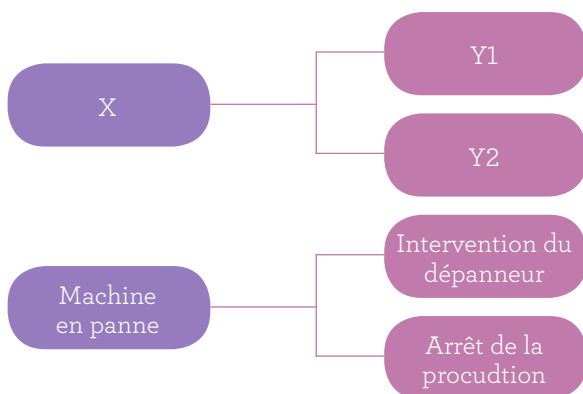 X
Y1
Y2
Machine
en panne
Intervention du
dépanneur
Arrêt de la
procudtion